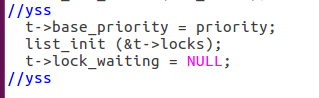 //yss
t->base_priority = priority;
list_init (&t->locks);
t->lock_waiting = NULL;
//yss